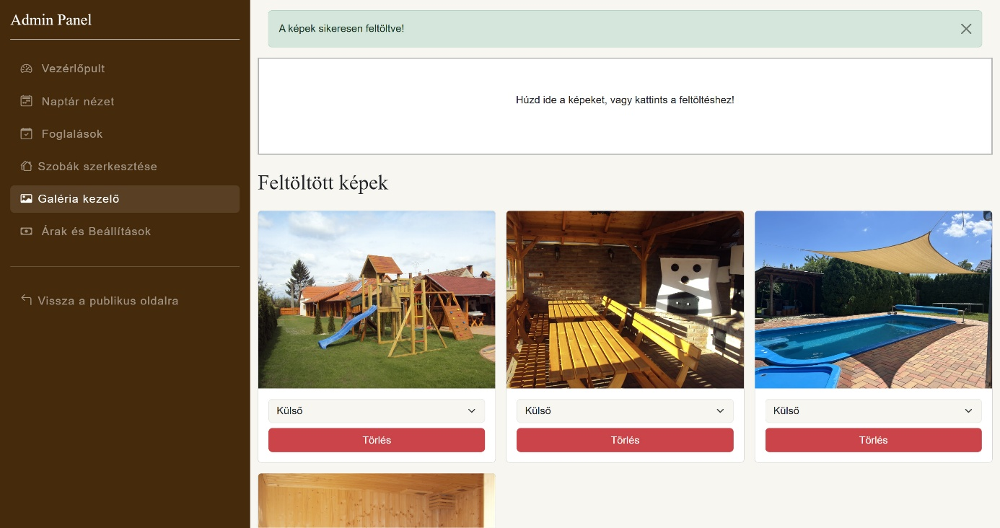 Admin Panel
Vezérlőpult
Naptár nézet
Foglalások
Szobák szerkesztése
Galéria kezelő
Árak és Beállítások
Vissza a publikus oldalra
A képek sikeresen feltöltve!
Húzd ide a képeket, vagy kattints a feltöltéshez!
Feltöltött képek
Külső
Törlés
Külső
Törlés
Külső
Törlés